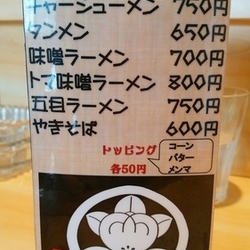 チャーシューメン 750円
タンメン 650円
味噌ラーメン 700円
トマ味噌ラーメン 800円
五目ラーメン 750円
やきそば 600円
トッピング
各50円
コーン
バター
メンマ